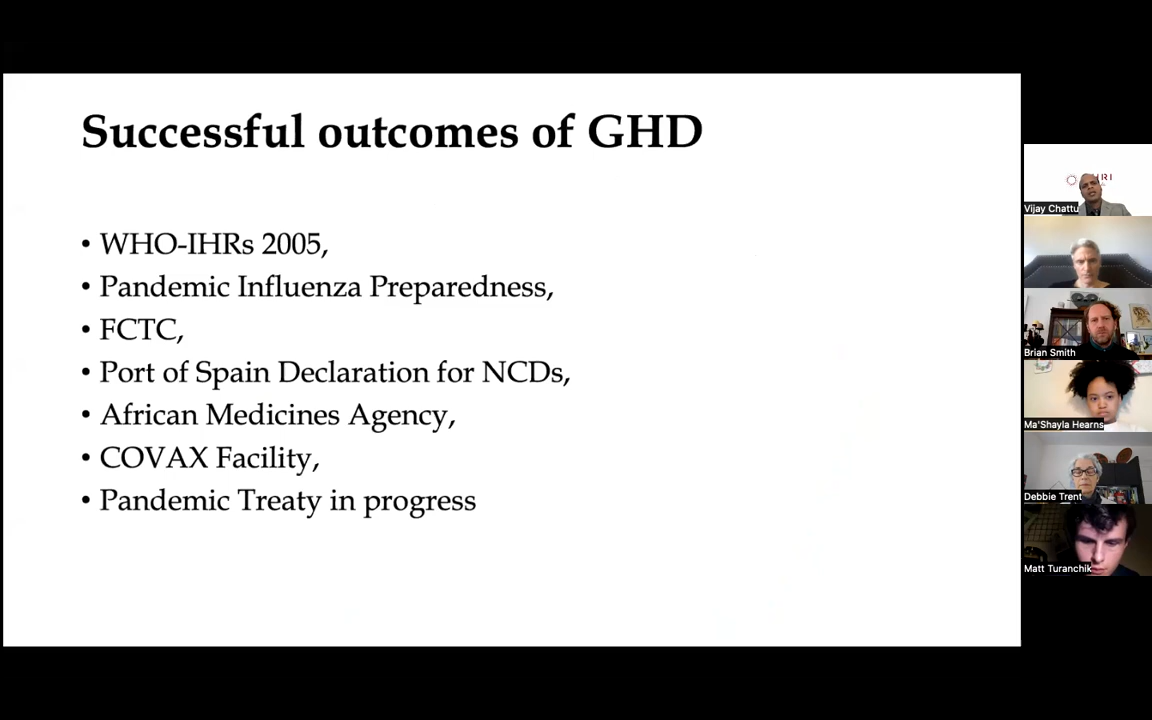 Successful outcomes of GHD
• WHO-IHRs 2005,
• Pandemic Influenza Preparedness,
• FCTC,
• Port of Spain Declaration for NCDs,
• African Medicines Agency,
• COVAX Facility,
• Pandemic Treaty in progress
Vijay Chattu
Brian Smith
Ma'Shayla Hearns
Debbie Trent
Matt Turanchik